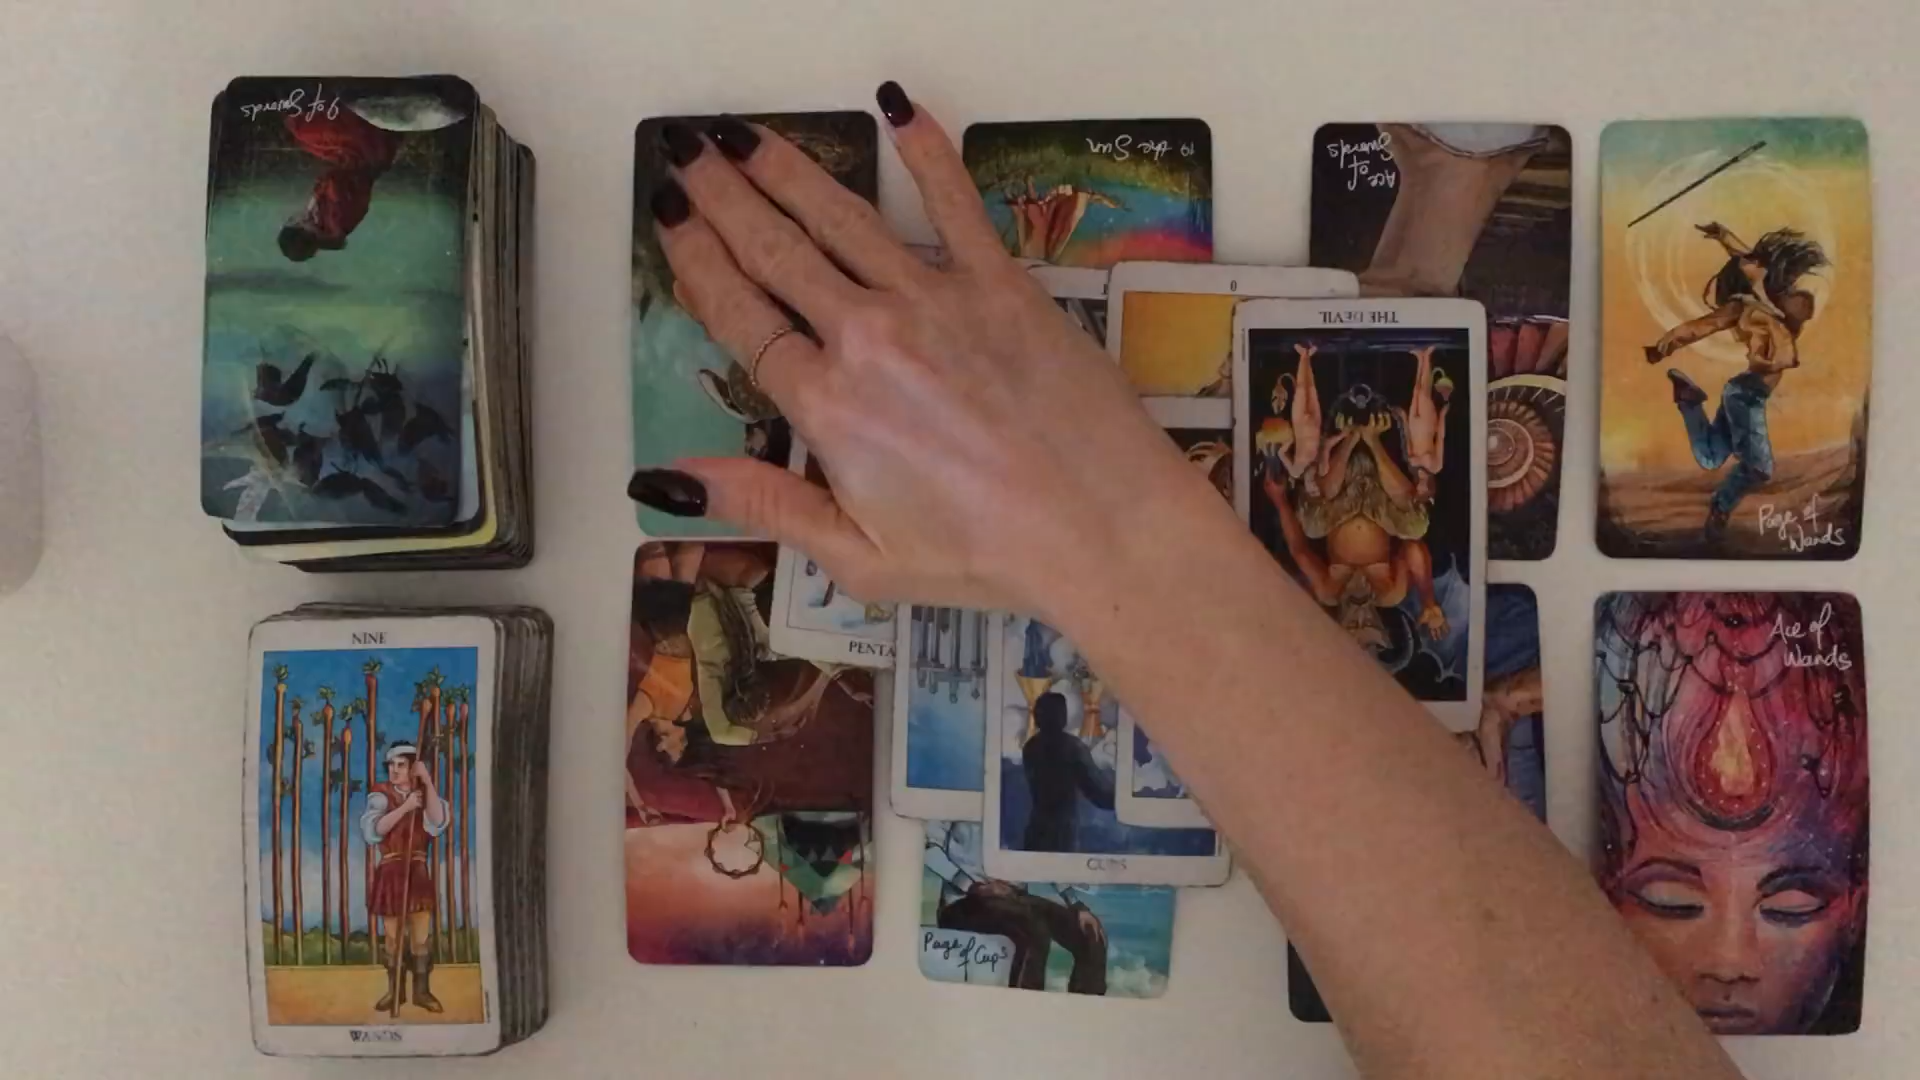 9 of Swords
19 the Sun
Ace
of
Swords
0
THE DEVIL
Page of
Wands
NINE
WANDS
PENTA
CUPS
Page
of Cups
Ace of
Wands